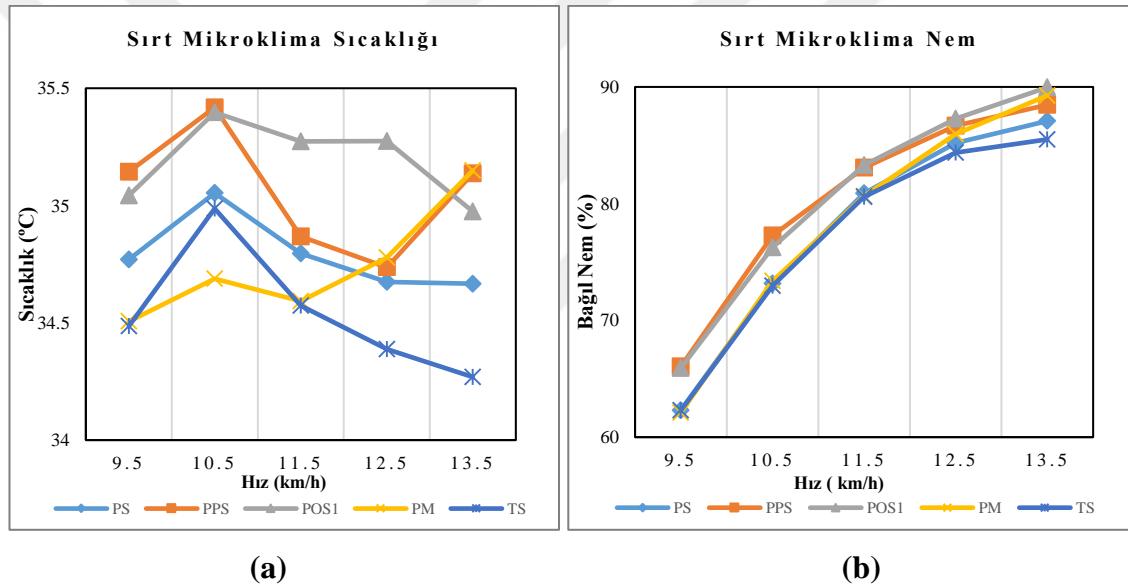 Sırt Mikroklima Sıcaklığı
35.5
35
34.5
34
Sıcaklık (ºC)
9.5 10.5 11.5 12.5 13.5
Hız (km/h)
PS PPS POS1 PM TS
(a)
Sırt Mikroklima Nem
90
80
70
60
Bağıl Nem (%)
9.5 10.5 11.5 12.5 13.5
Hız ( km/h)
PS PPS POS1 PM TS
(b)